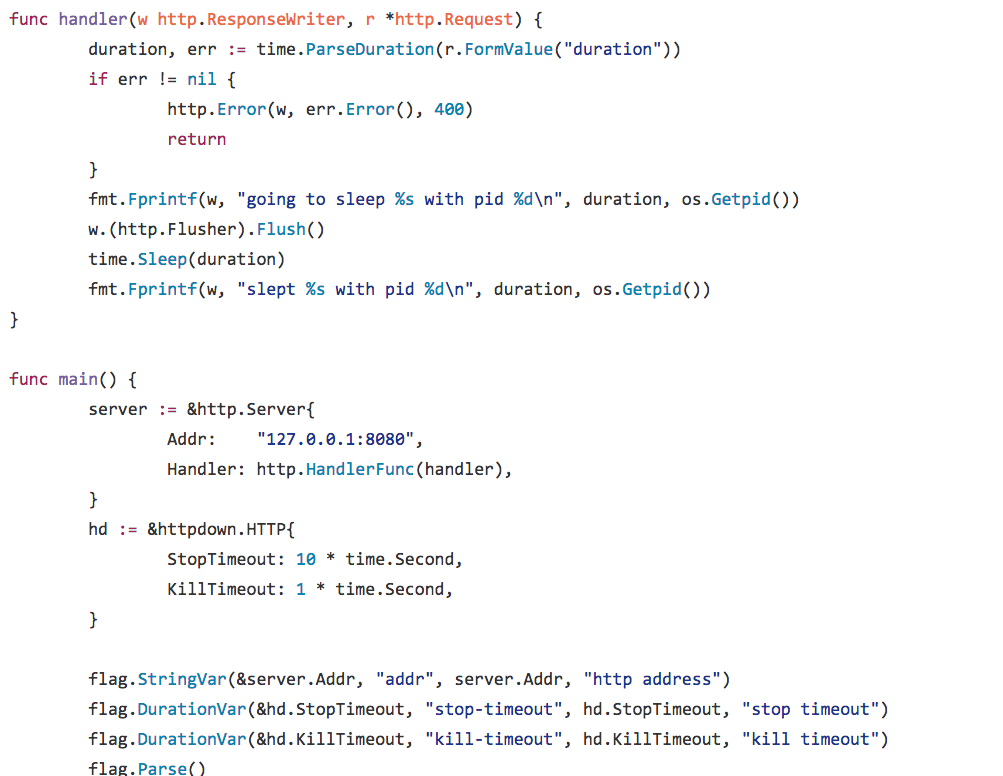 func handler(w http.ResponseWriter, r *http.Request) {
        duration, err := time.ParseDuration(r.FormValue("duration"))
        if err != nil {
                http.Error(w, err.Error(), 400)
                return
        }
        fmt.Fprintf(w, "going to sleep %s with pid %d\n", duration, os.Getpid())
        w.(http.Flusher).Flush()
        time.Sleep(duration)
        fmt.Fprintf(w, "slept %s with pid %d\n", duration, os.Getpid())
}

func main() {
        server := &http.Server{
                Addr:    "127.0.0.1:8080",
                Handler: http.HandlerFunc(handler),
        }
        hd := &httpdown.HTTP{
                StopTimeout: 10 * time.Second,
                KillTimeout: 1 * time.Second,
        }

        flag.StringVar(&server.Addr, "addr", server.Addr, "http address")
        flag.DurationVar(&hd.StopTimeout, "stop-timeout", hd.StopTimeout, "stop timeout")
        flag.DurationVar(&hd.KillTimeout, "kill-timeout", hd.KillTimeout, "kill timeout")
        flag.Parse()